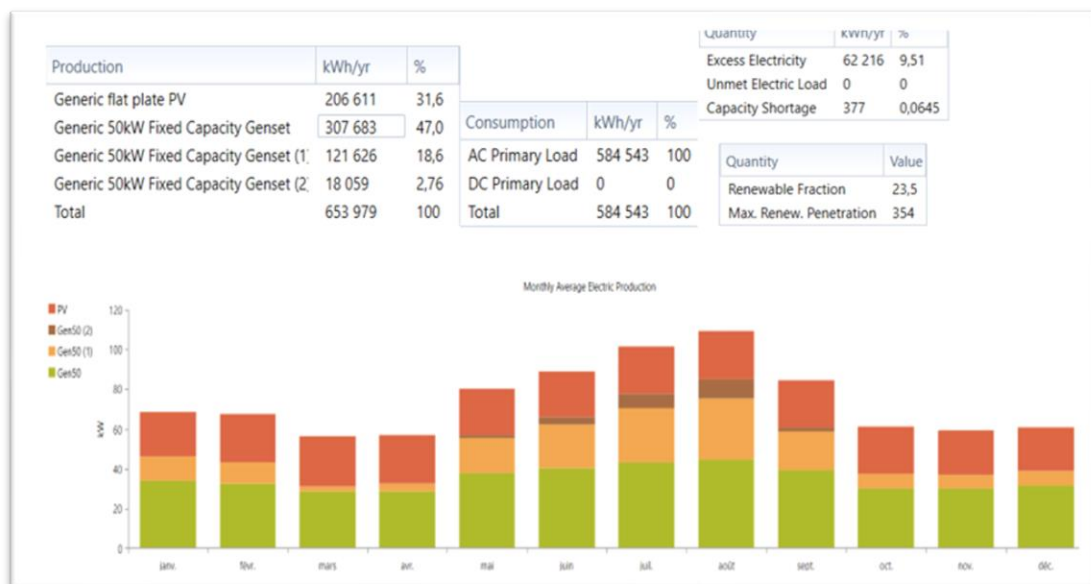 Production kWh/yr %
Generic flat plate PV 206 611 31,6
Generic 50kW Fixed Capacity Genset 307 683 47,0
Generic 50kW Fixed Capacity Genset (1) 121 626 18,6
Generic 50kW Fixed Capacity Genset (2) 18 059 2,76
Total 653 979 100
Consumption kWh/yr %
AC Primary Load 584 543 100
DC Primary Load 0 0
Total 584 543 100
Quantity kWh/yr %
Excess Electricity 62 216 9,51
Unmet Electric Load 0 0
Capacity Shortage 377 0,0645
Quantity Value
Renewable Fraction 23,5
Max. Renew. Penetration 354
Monthly Average Electric Production
PV
Gen50 (2)
Gen50 (1)
Gen50
kW
120
100
80
60
40
20
0
janv. févr. mars avr. mai juin juil. août sept. oct. nov. déc.